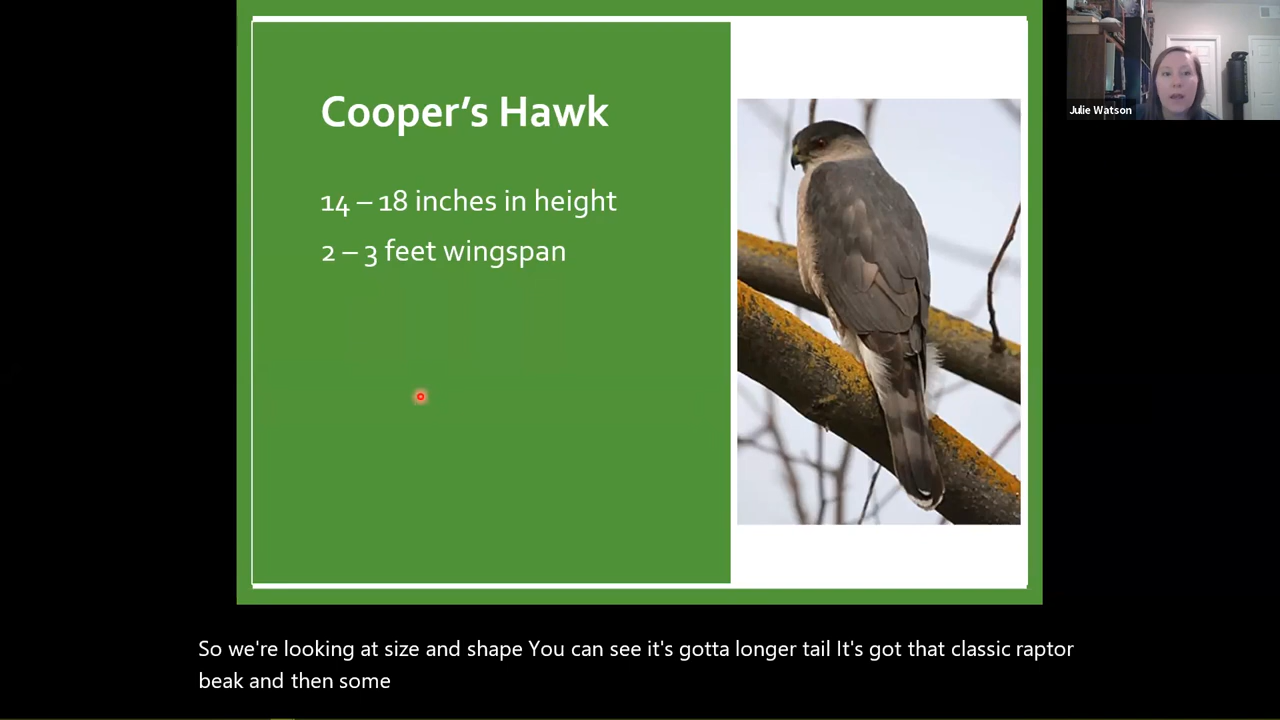 Cooper’s Hawk
14 – 18 inches in height
2 – 3 feet wingspan
Julie Watson
So we're looking at size and shape You can see it's gotta longer tail It's got that classic raptor
beak and then some